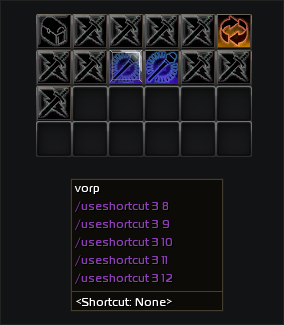 vorp
/useshortcut 3 8
/useshortcut 3 9
/useshortcut 3 10
/useshortcut 3 11
/useshortcut 3 12
<Shortcut: None>